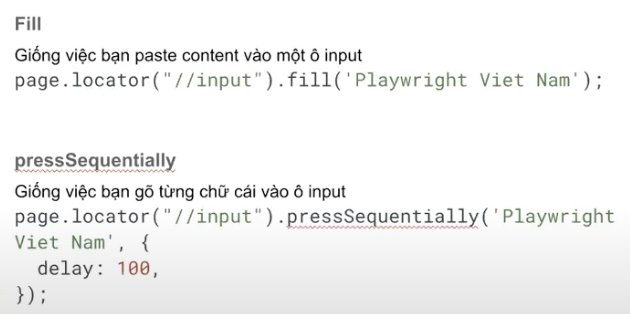 Fill
Giống việc bạn paste content vào một ô input
page.locator("//input").fill('Playwright Viet Nam');
pressSequentially
Giống việc bạn gõ từng chữ cái vào ô input
page.locator("//input").pressSequentially('Playwright
Viet Nam', {
  delay: 100,
});